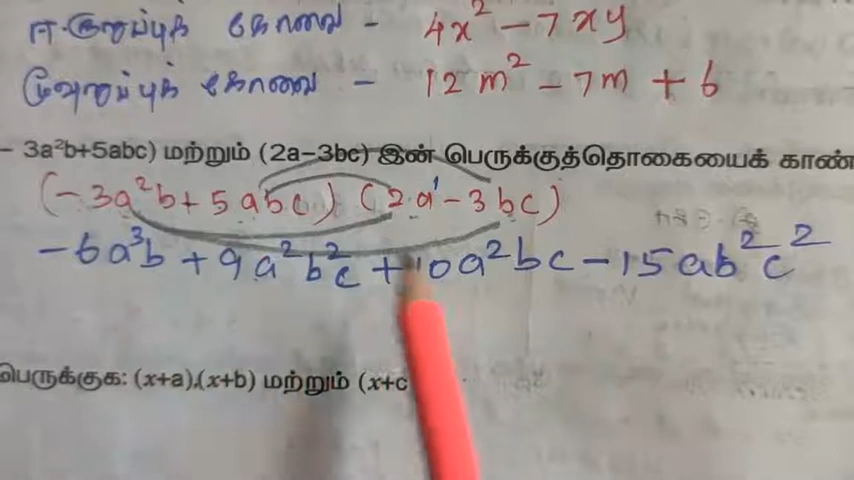 ஈருறுப்புக் கோவை - 4x² - 7xy
மூவுறுப்புக் கோவை - 12m² - 7m + 6
- 3a²b+5abc) மற்றும் (2a-3bc) இன் பெருக்குத்தொகையைக் காண்
(-3a²b + 5abc) (2a¹ - 3bc)
-6a³b + 9a²b²c + 10a²bc - 15ab²c²
பெருக்குக: (x+a),(x+b) மற்றும் (x+c